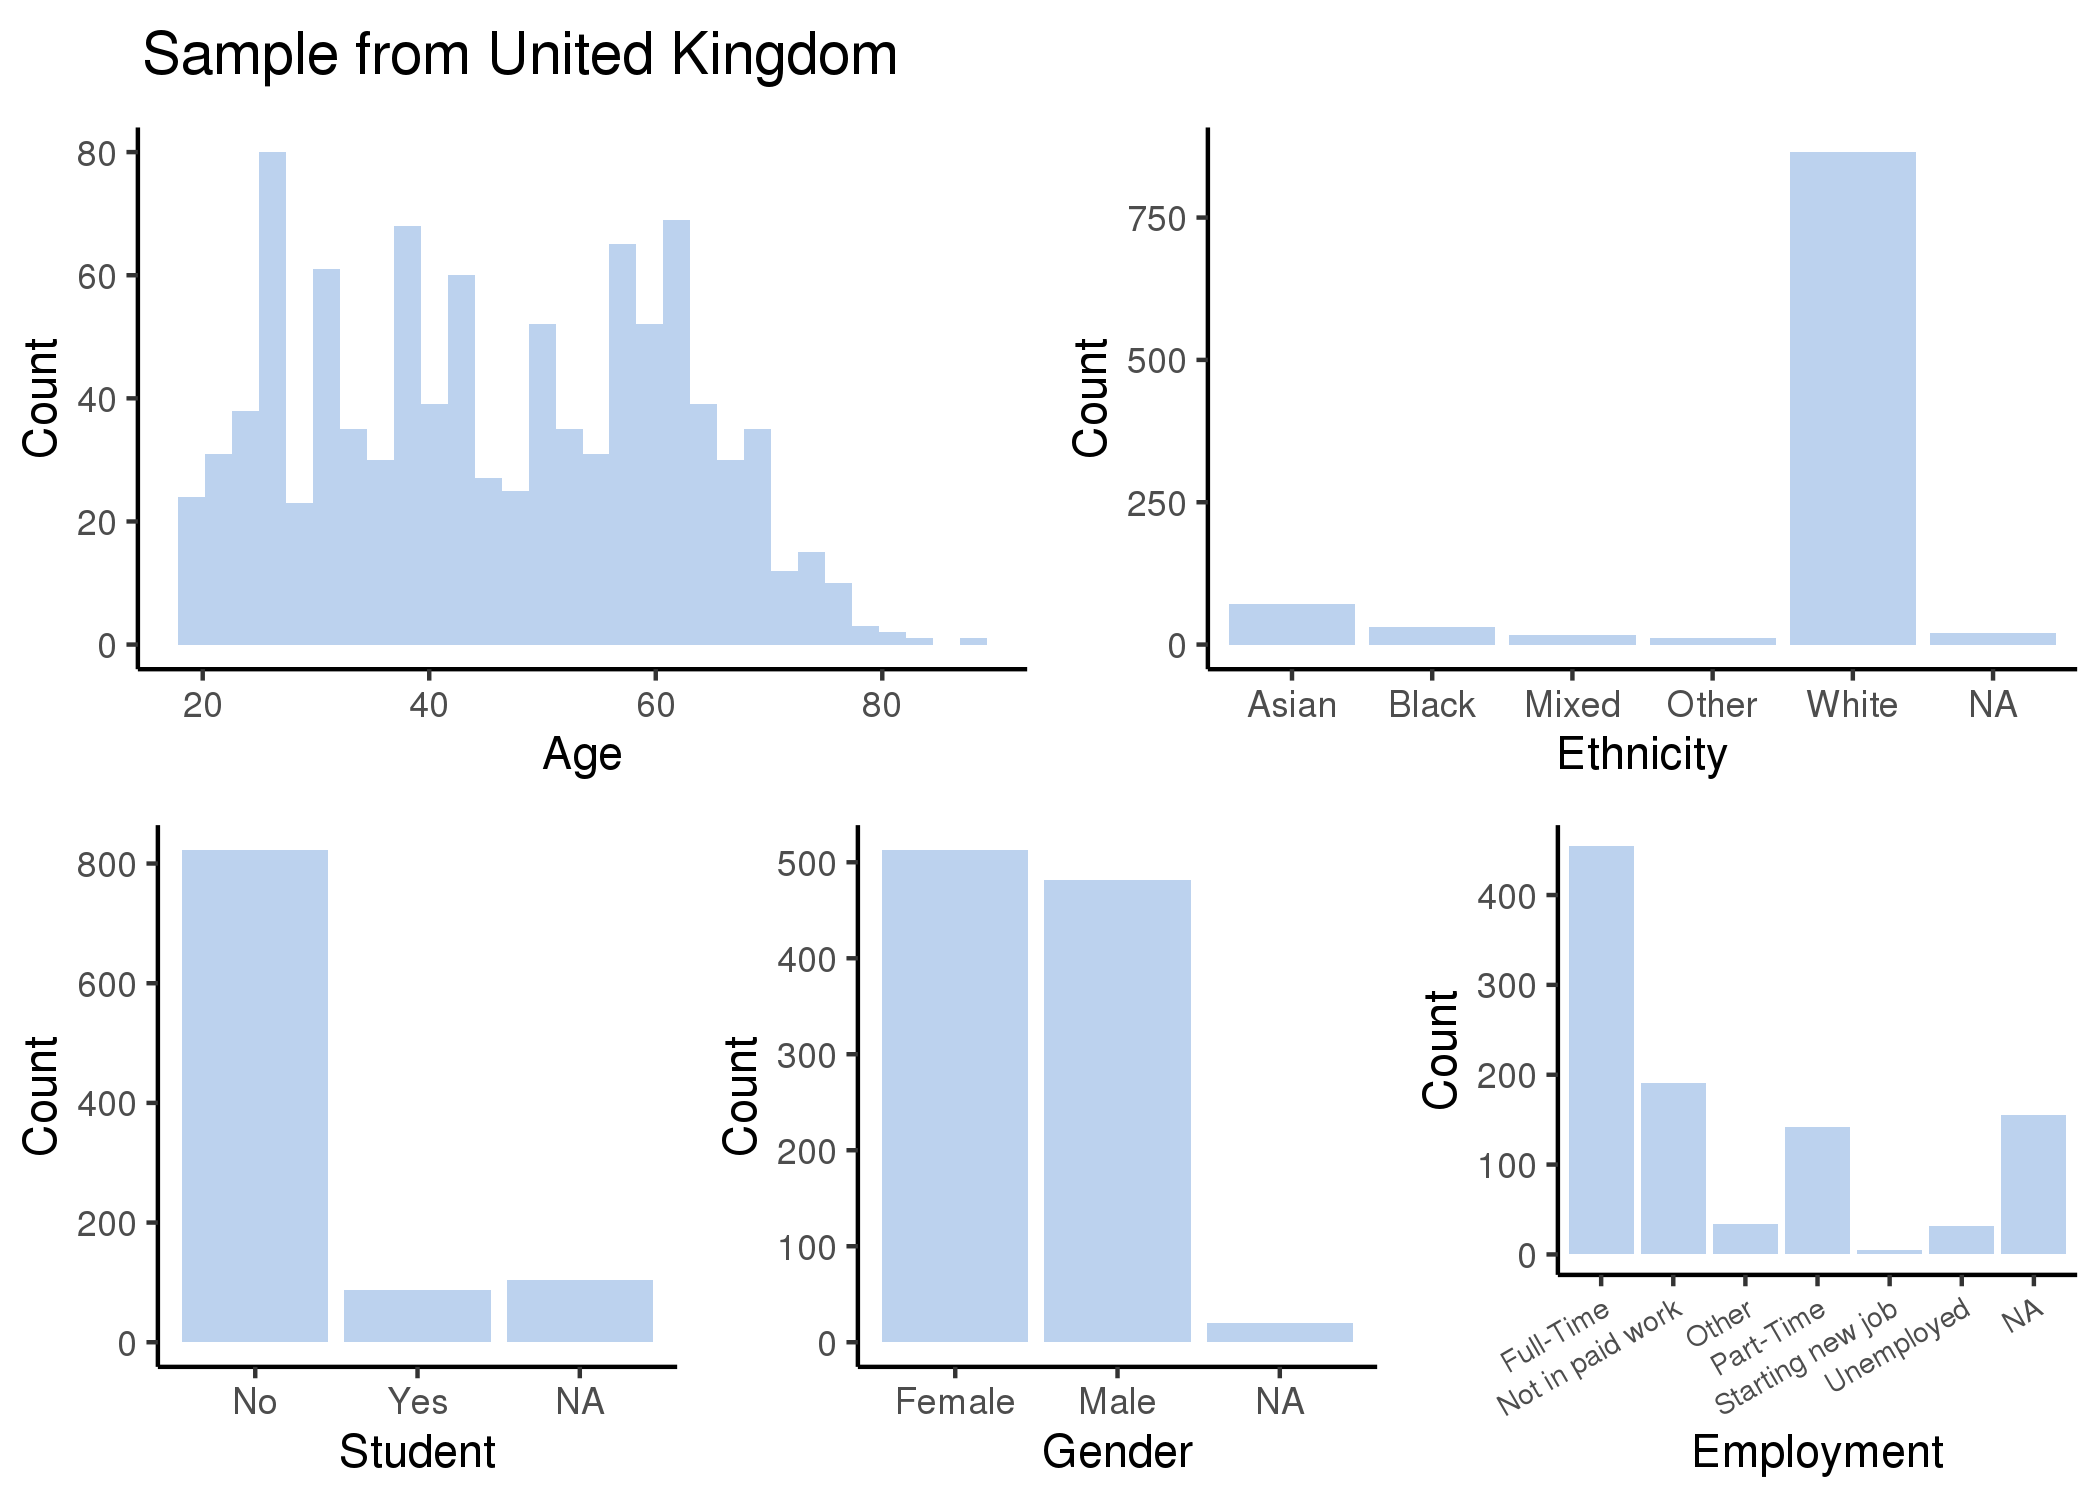 Sample from United Kingdom
Count
80
60
40
20
0
20 40 60 80
Age
Count
750
500
250
0
Asian Black Mixed Other White NA
Ethnicity
Count
800
600
400
200
0
No Yes NA
Student
Count
500
400
300
200
100
0
Female Male NA
Gender
Count
400
300
200
100
0
Full-Time
Not in paid work
Other
Part-Time
Starting new job
Unemployed
NA
Employment